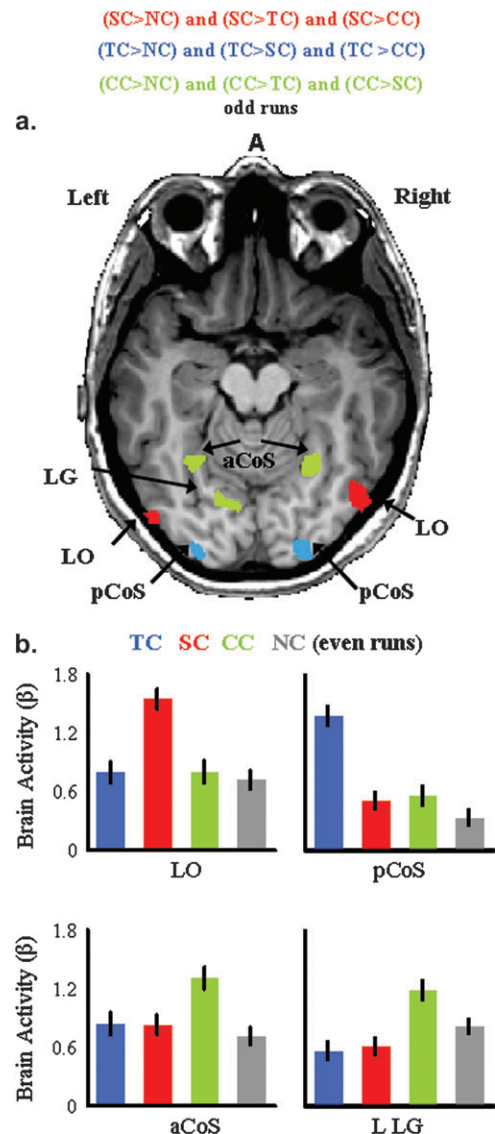 (SC>NC) and (SC>TC) and (SC>CC)
(TC>NC) and (TC>SC) and (TC >CC)
(CC>NC) and (CC>TC) and (CC>SC)
odd runs
a.
A
Left
Right
aCoS
LG
LO
LO
pCoS
pCoS
b.
TC SC CC NC (even runs)
Brain Activity (β)
1.8
1.2
0.6
0
LO
pCoS
Brain Activity (β)
1.8
1.2
0.6
0
aCoS
L LG